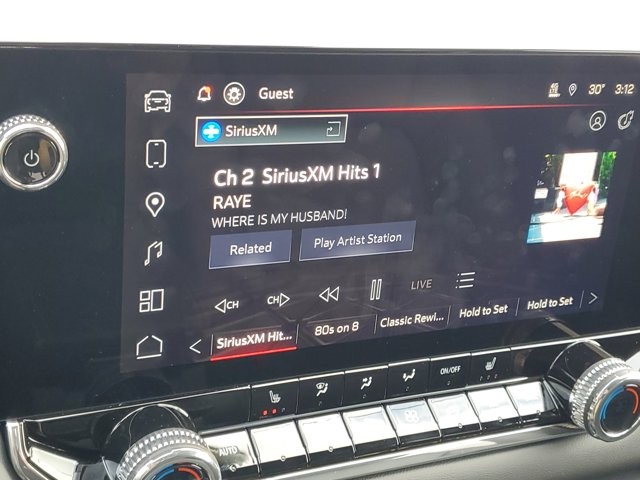 Guest
LTE
30°
3:12
SiriusXM
Ch 2 SiriusXM Hits 1
RAYE
WHERE IS MY HUSBAND!
Related
Play Artist Station
CH
CH
LIVE
SiriusXM Hit...
80s on 8
Classic Rewi...
Hold to Set
Hold to Set
ON/OFF
AUTO